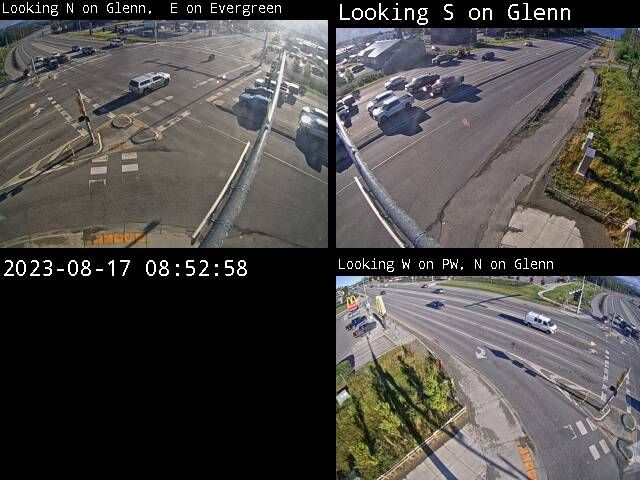 Looking N on Glenn,  E on Evergreen
Looking S on Glenn
2023-08-17 08:52:58
Looking W on PW, N on Glenn